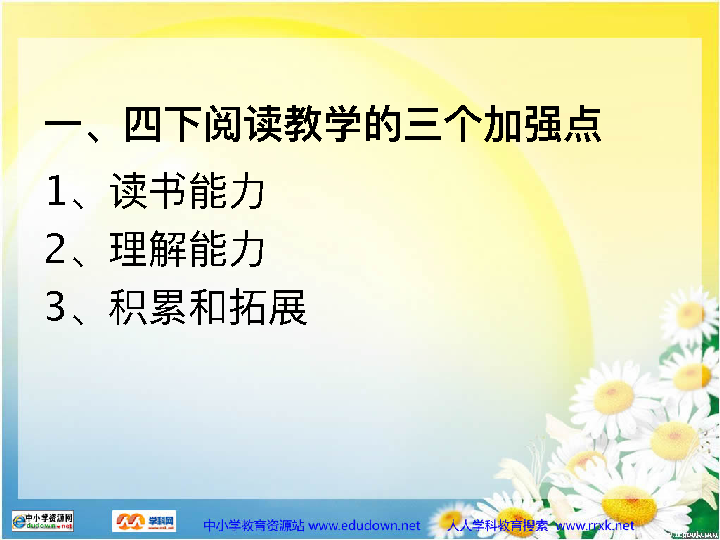 一、四下阅读教学的三个加强点
1、读书能力
2、理解能力
3、积累和拓展
中小学资源网
学科网
中小学教育资源站 www.edudown.net 人人学科教育搜索 www.rrxk.net